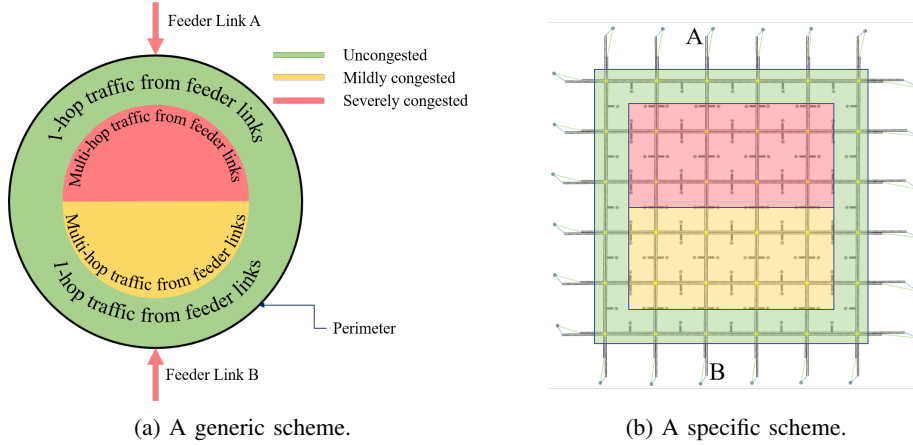 Feeder Link A
Uncongested
Mildly congested
Severely congested
1-hop traffic from feeder links
Multi-hop traffic from feeder links
Multi-hop traffic from feeder links
1-hop traffic from feeder links
Perimeter
Feeder Link B
(a) A generic scheme.
A
B
(b) A specific scheme.